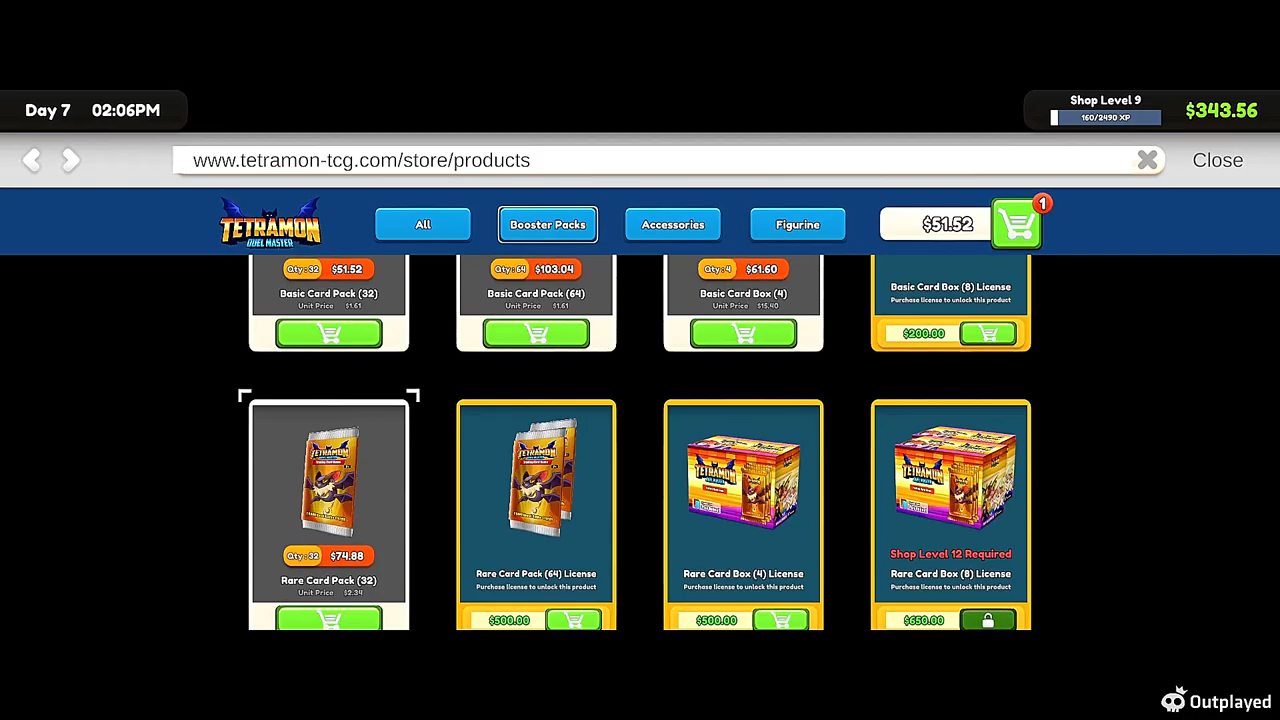 Day 7 02:06PM
Shop Level 9
160/2490 XP
$343.56
www.tetramon-tcg.com/store/products
Close
TETRAMON
DUEL MASTER
All
Booster Packs
Accessories
Figurine
$51.52
1
Qty: 32 $51.52
Basic Card Pack (32)
Unit Price $1.61
Qty: 64 $103.04
Basic Card Pack (64)
Unit Price $1.61
Qty: 4 $61.60
Basic Card Box (4)
Unit Price $15.40
Basic Card Box (8) License
Purchase license to unlock this product
$200.00
TETRAMON
Qty: 32 $74.88
Rare Card Pack (32)
Unit Price $2.34
TETRAMON
Rare Card Pack (64) License
Purchase license to unlock this product
$500.00
TETRAMON
Rare Card Box (4) License
Purchase license to unlock this product
$500.00
TETRAMON
Shop Level 12 Required
Rare Card Box (8) License
Purchase license to unlock this product
$650.00
Outplayed